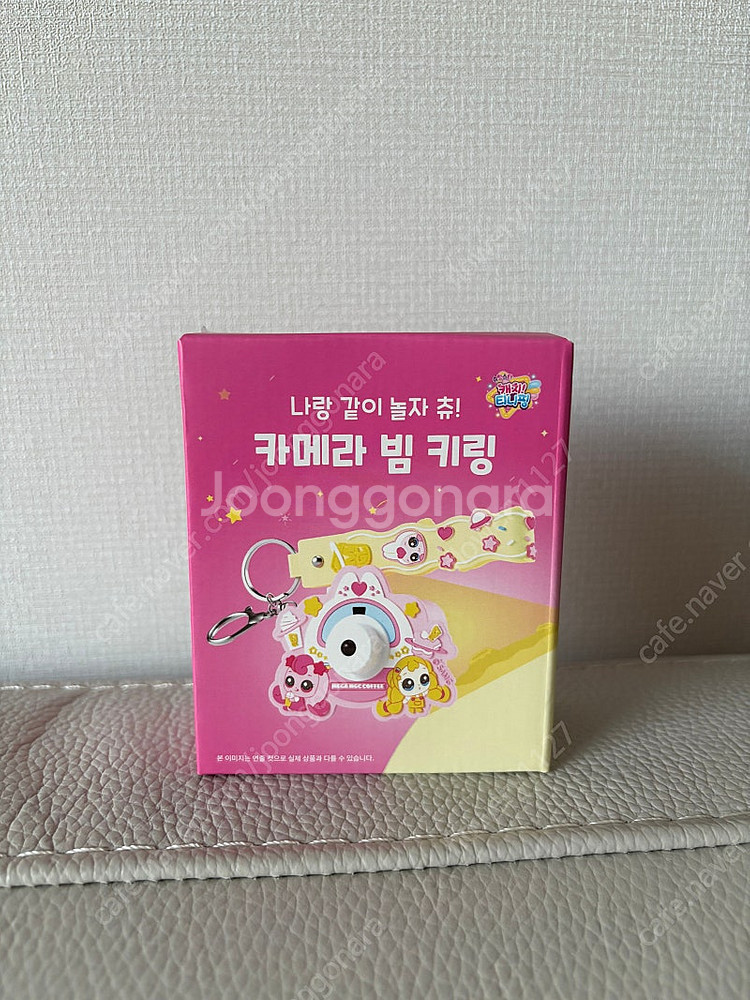 캐치!
티니핑
나랑 같이 놀자 츄!
카메라 빔 키링
Joonggonara
MEGA MGC COFFEE
본 이미지는 연출 컷으로 실제 상품과 다를 수 있습니다.